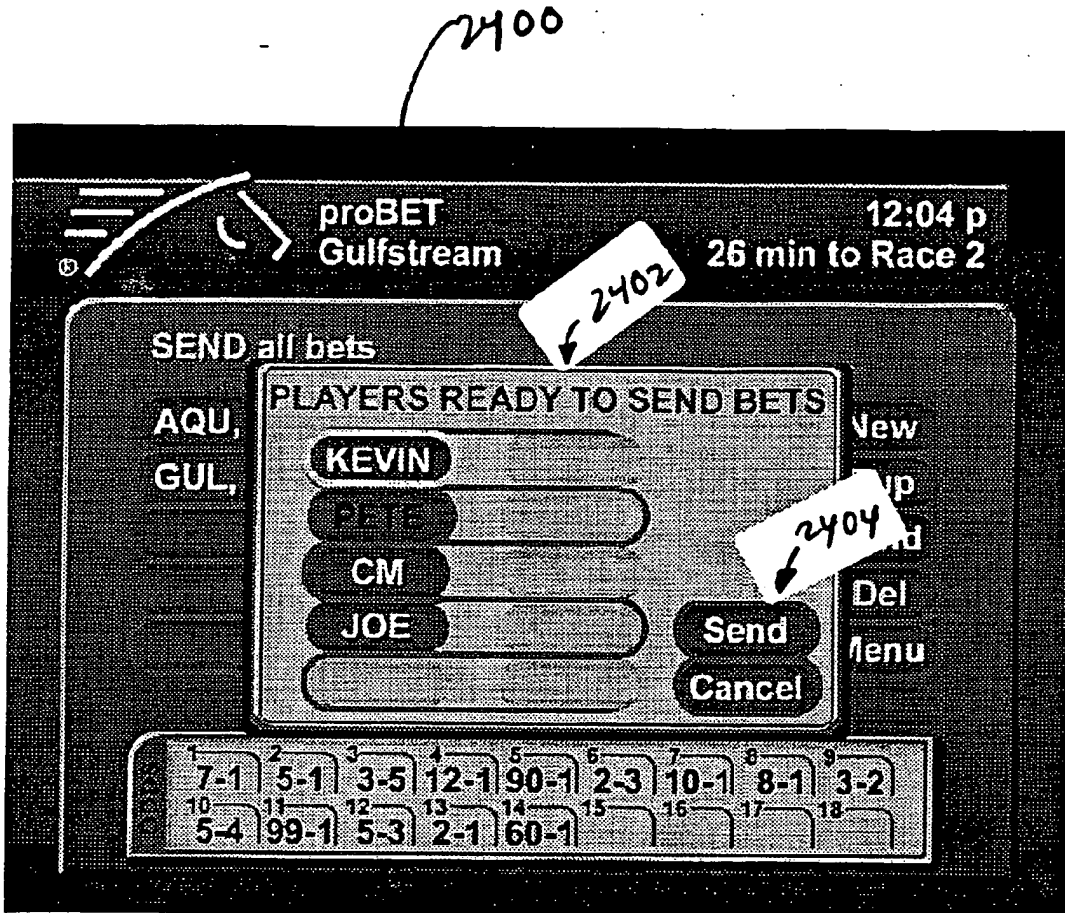 2400
®
proBET
Gulfstream
12:04 p
26 min to Race 2
2402
SEND all bets
PLAYERS READY TO SEND BETS
AQU,
GUL,
KEVIN
PETE
CM
JOE
New
up
2404
nd
Del
Menu
Send
Cancel
1 7-1 2 5-1 3 3-5 4 12-1 5 90-1 6 2-3 7 10-1 8 8-1 9 3-2
10 5-4 11 99-1 12 5-3 13 2-1 14 60-1 15 16 17 18